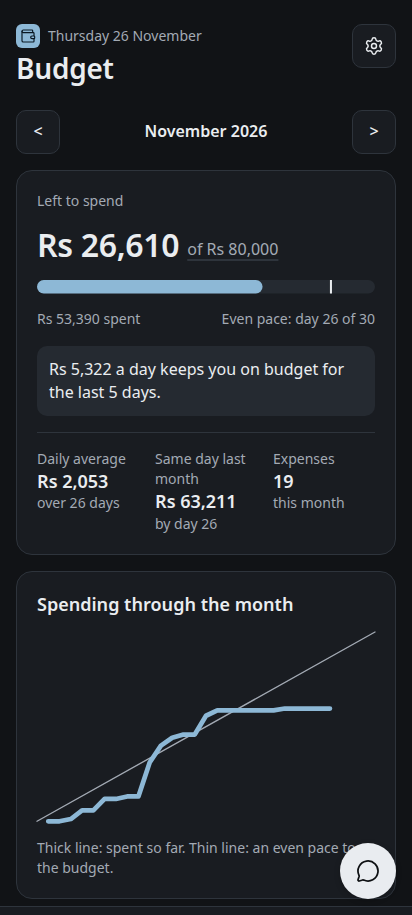 Thursday 26 November
Budget
<
November 2026
>
Left to spend
Rs 26,610 of Rs 80,000
Rs 53,390 spent
Even pace: day 26 of 30
Rs 5,322 a day keeps you on budget for
the last 5 days.
Daily average
Rs 2,053
over 26 days
Same day last
month
Rs 63,211
by day 26
Expenses
19
this month
Spending through the month
Thick line: spent so far. Thin line: an even pace
the budget.